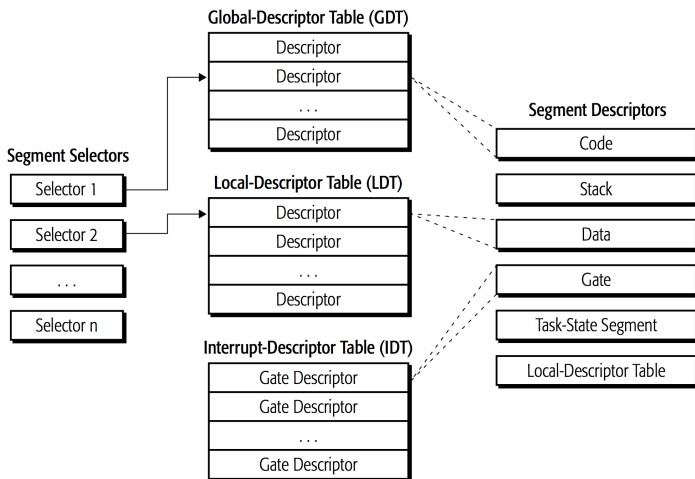 Global-Descriptor Table (GDT)
Descriptor
Descriptor
. . .
Descriptor
Segment Selectors
Selector 1
Selector 2
. . .
Selector n
Local-Descriptor Table (LDT)
Descriptor
Descriptor
. . .
Descriptor
Interrupt-Descriptor Table (IDT)
Gate Descriptor
Gate Descriptor
. . .
Gate Descriptor
Segment Descriptors
Code
Stack
Data
Gate
Task-State Segment
Local-Descriptor Table